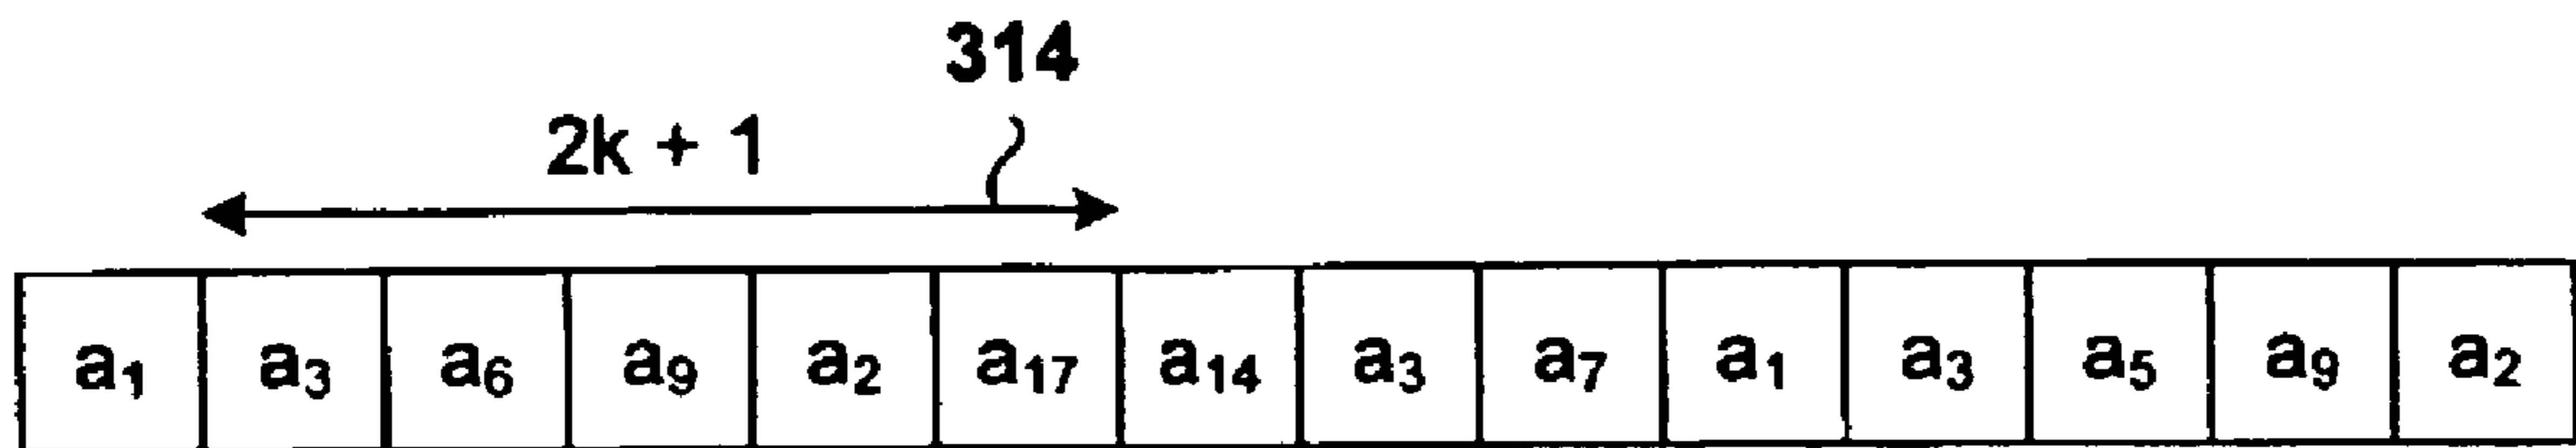 314
2k + 1
a₁ a₃ a₆ a₉ a₂ a₁₇ a₁₄ a₃ a₇ a₁ a₃ a₅ a₉ a₂